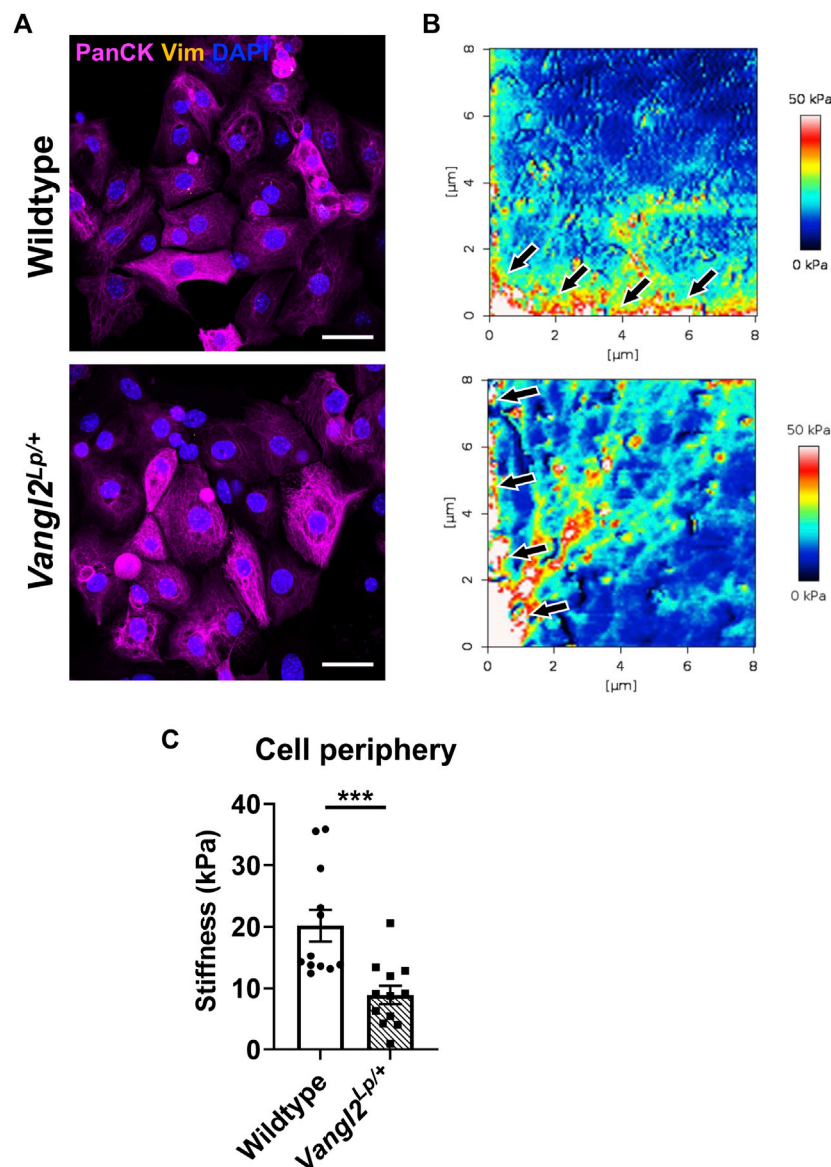 A
PanCK Vim DAPI
Wildtype
Vangl2Lp/+
B
8
6
4
2
0
[µm]
0 2 4 6 8
[µm]
50 kPa
0 kPa
8
6
4
2
0
[µm]
0 2 4 6 8
[µm]
50 kPa
0 kPa
C
Cell periphery
***
40
30
20
10
0
Stiffness (kPa)
Wildtype
Vangl2Lp/+